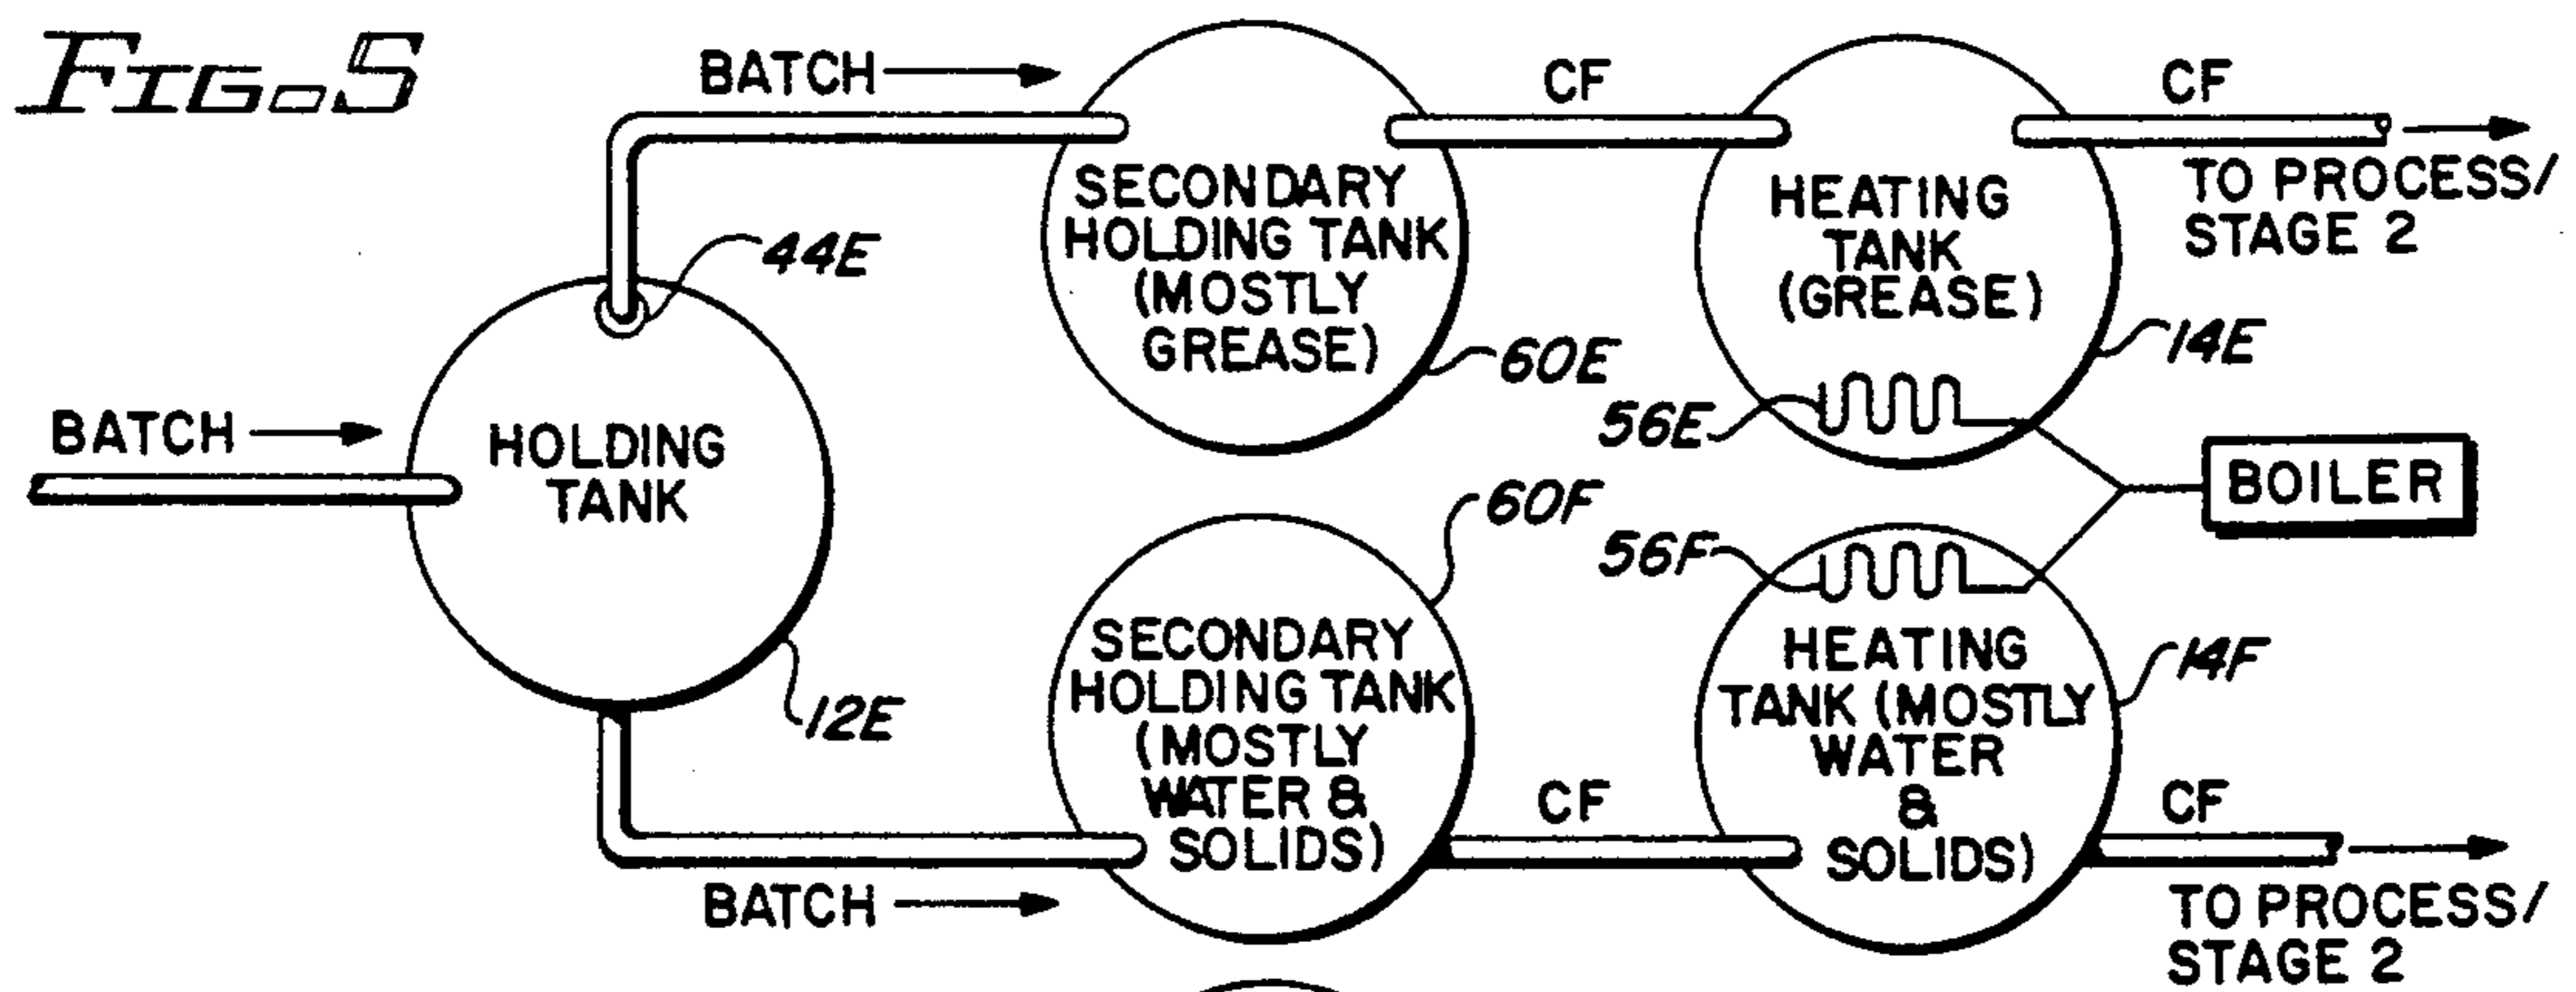 FIG. 5
BATCH
CF
CF
SECONDARY
HOLDING TANK
(MOSTLY
GREASE)
HEATING
TANK
(GREASE)
TO PROCESS/
STAGE 2
44E
60E
14E
56E
BATCH
HOLDING
TANK
BOILER
60F
56F
12E
SECONDARY
HOLDING TANK
(MOSTLY
WATER &
SOLIDS)
HEATING
TANK (MOSTLY
WATER
&
SOLIDS)
14F
CF
CF
BATCH
TO PROCESS/
STAGE 2